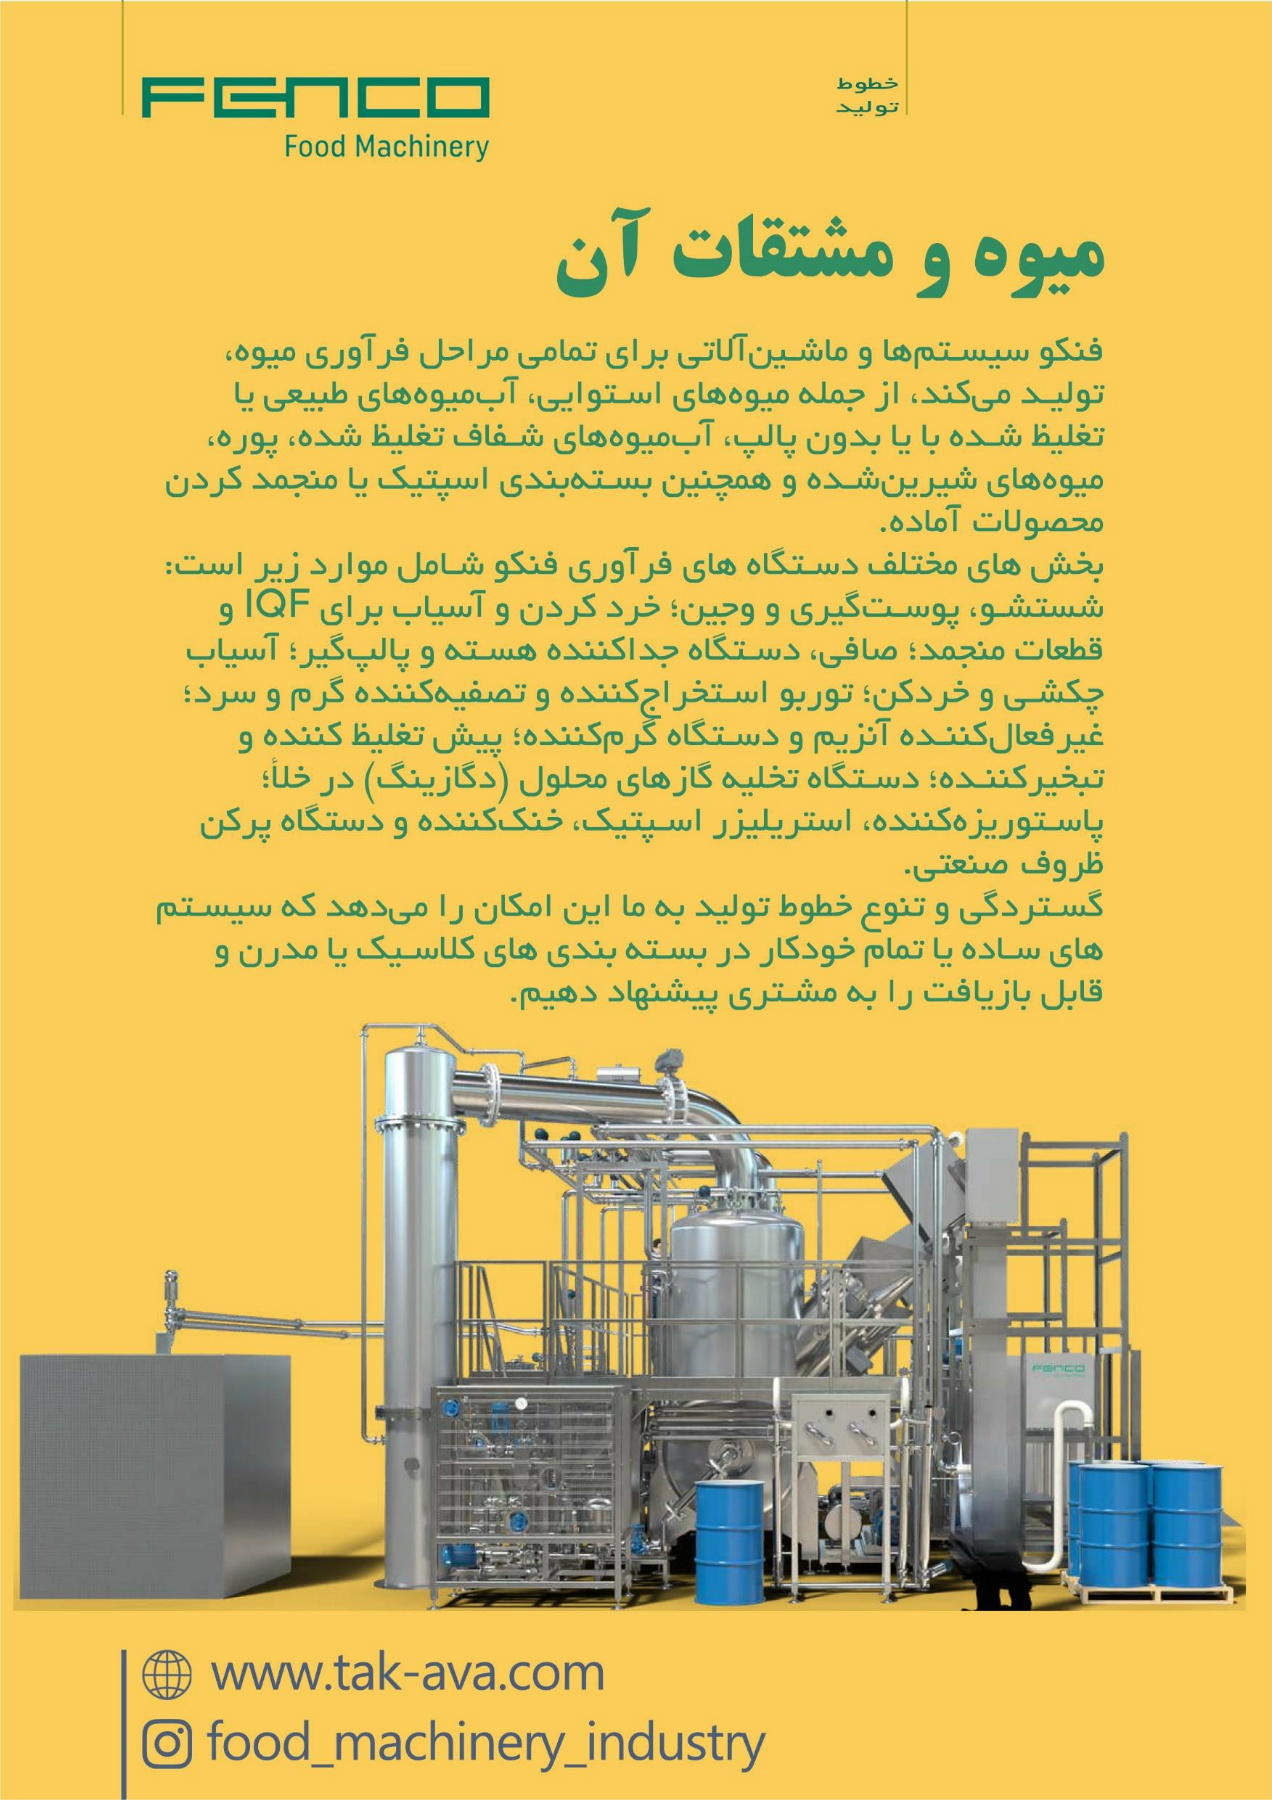 FENCO
Food Machinery
خطوط
تولید
میوه و مشتقات آن
فنکو سیستم‌ها و ماشین‌آلاتی برای تمامی مراحل فرآوری میوه،
تولید می‌کند، از جمله میوه‌های استوایی، آب‌میوه‌های طبیعی یا
تغلیظ شده با یا بدون پالپ، آب‌میوه‌های شفاف تغلیظ شده، پوره،
میوه‌های شیرین‌شده و همچنین بسته‌بندی اسپتیک یا منجمد کردن
محصولات آماده.
بخش های مختلف دستگاه های فرآوری فنکو شامل موارد زیر است:
شستشو، پوست‌گیری و وجین؛ خرد کردن و آسیاب برای IQF و
قطعات منجمد؛ صافی، دستگاه جداکننده هسته و پالپ‌گیر؛ آسیاب
چکشی و خردکن؛ توربو استخراج‌کننده و تصفیه‌کننده گرم و سرد؛
غیرفعال‌کننده آنزیم و دستگاه گرم‌کننده؛ پیش تغلیظ کننده و
تبخیرکننده؛ دستگاه تخلیه گازهای محلول (دگازینگ) در خلأ؛
پاستوریزه‌کننده، استریلیزر اسپتیک، خنک‌کننده و دستگاه پرکن
ظروف صنعتی.
گستردگی و تنوع خطوط تولید به ما این امکان را می‌دهد که سیستم
های ساده یا تمام خودکار در بسته بندی های کلاسیک یا مدرن و
قابل بازیافت را به مشتری پیشنهاد دهیم.
FENCO
www.tak-ava.com
food_machinery_industry